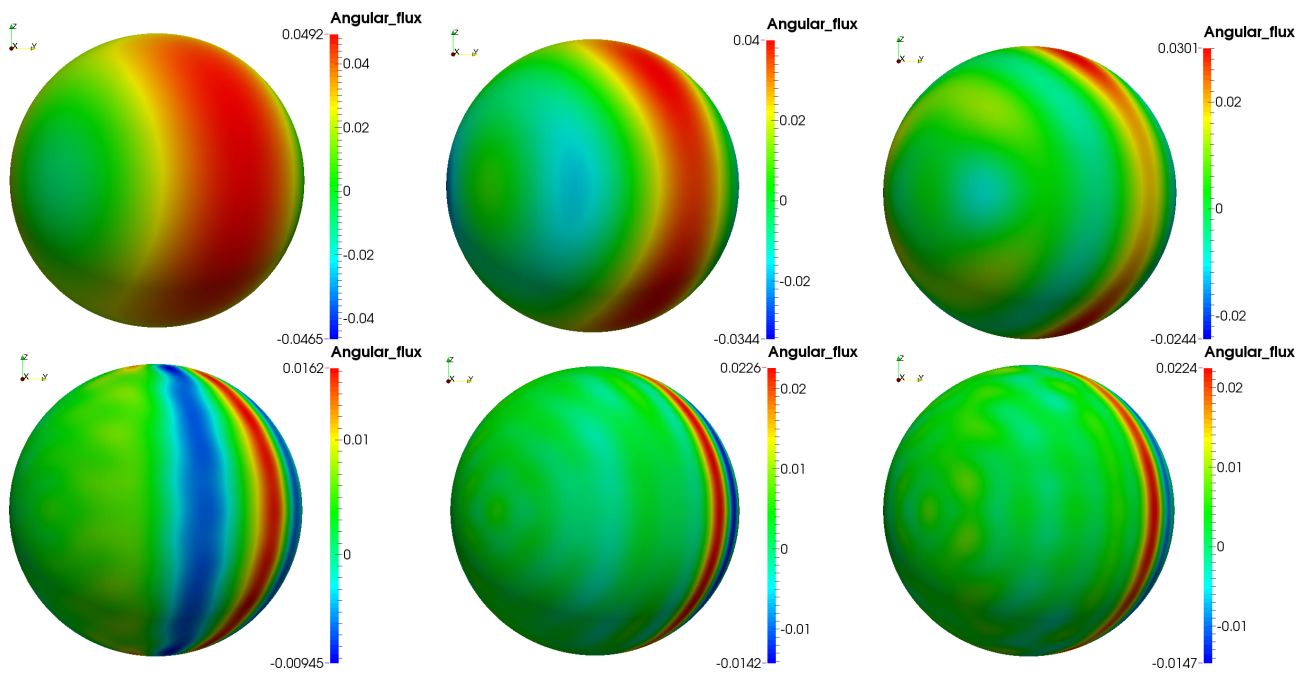 Angular_flux
0.0492
0.04
0.02
0
-0.02
-0.04
-0.0465
Z
X Y
Angular_flux
0.04
0.02
0
-0.02
-0.0344
Z
X Y
Angular_flux
0.0301
0.02
0
-0.02
-0.0244
Z
X Y
Angular_flux
0.0162
0.01
0
-0.00945
Z
X Y
Angular_flux
0.0226
0.02
0.01
0
-0.01
-0.0142
Z
X Y
Angular_flux
0.0224
0.02
0.01
0
-0.01
-0.0147
Z
X Y